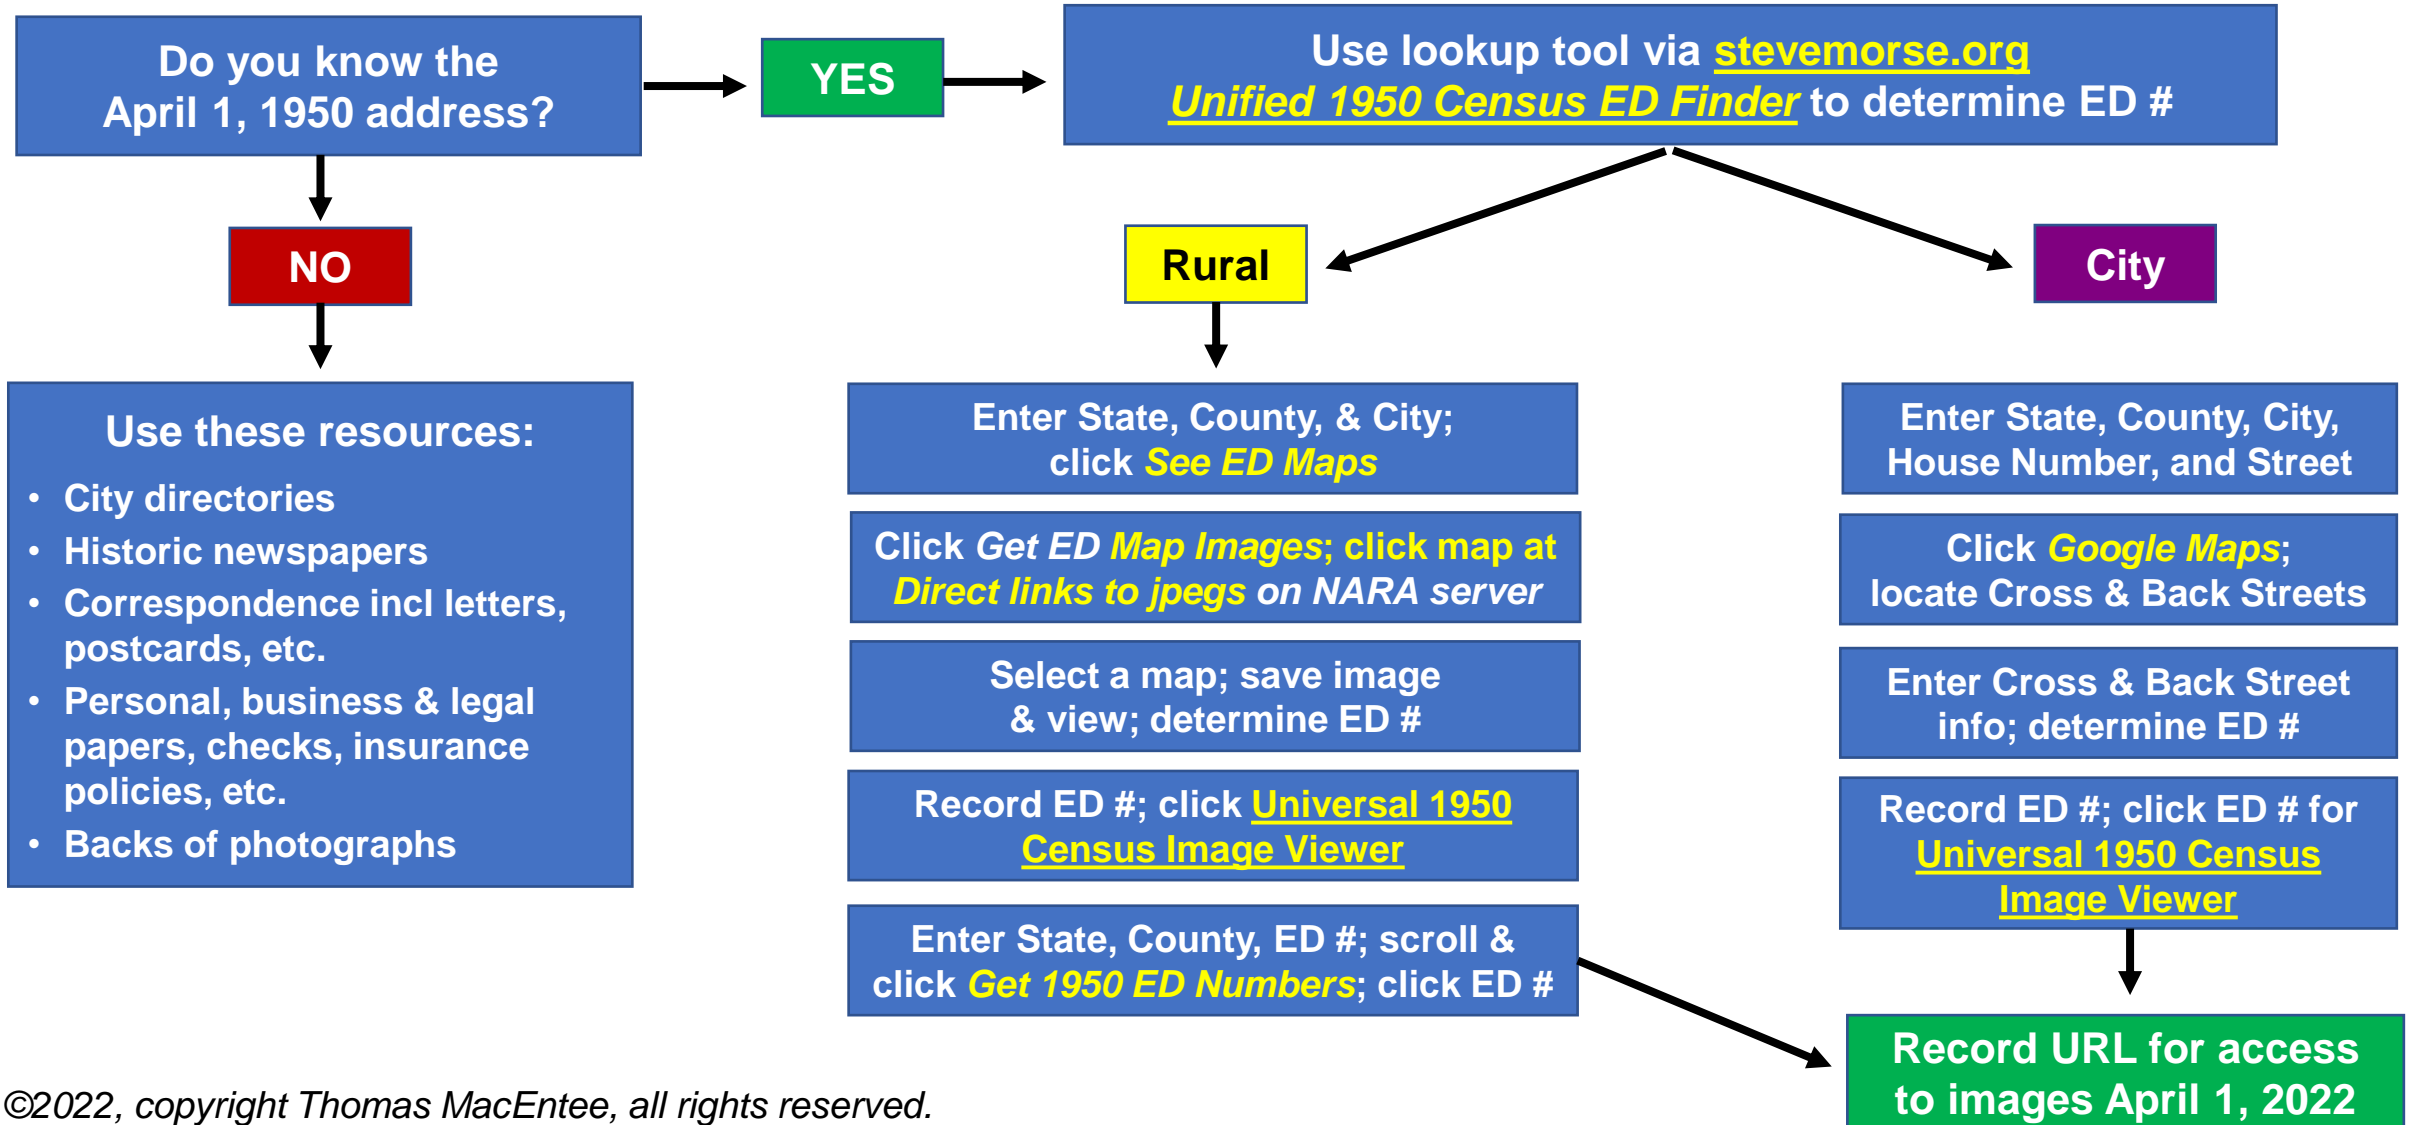 Do you know the
April 1, 1950 address?
YES
Use lookup tool via stevemorse.org
Unified 1950 Census ED Finder to determine ED #
NO
Rural
City
Use these resources:
• City directories
• Historic newspapers
• Correspondence incl letters,
postcards, etc.
• Personal, business & legal
papers, checks, insurance
policies, etc.
• Backs of photographs
Enter State, County, & City;
click See ED Maps
Click Get ED Map Images; click map at
Direct links to jpegs on NARA server
Select a map; save image
& view; determine ED #
Record ED #; click Universal 1950
Census Image Viewer
Enter State, County, ED #; scroll &
click Get 1950 ED Numbers; click ED #
Enter State, County, City,
House Number, and Street
Click Google Maps;
locate Cross & Back Streets
Enter Cross & Back Street
info; determine ED #
Record ED #; click ED # for
Universal 1950 Census
Image Viewer
Record URL for access
to images April 1, 2022
©2022, copyright Thomas MacEntee, all rights reserved.